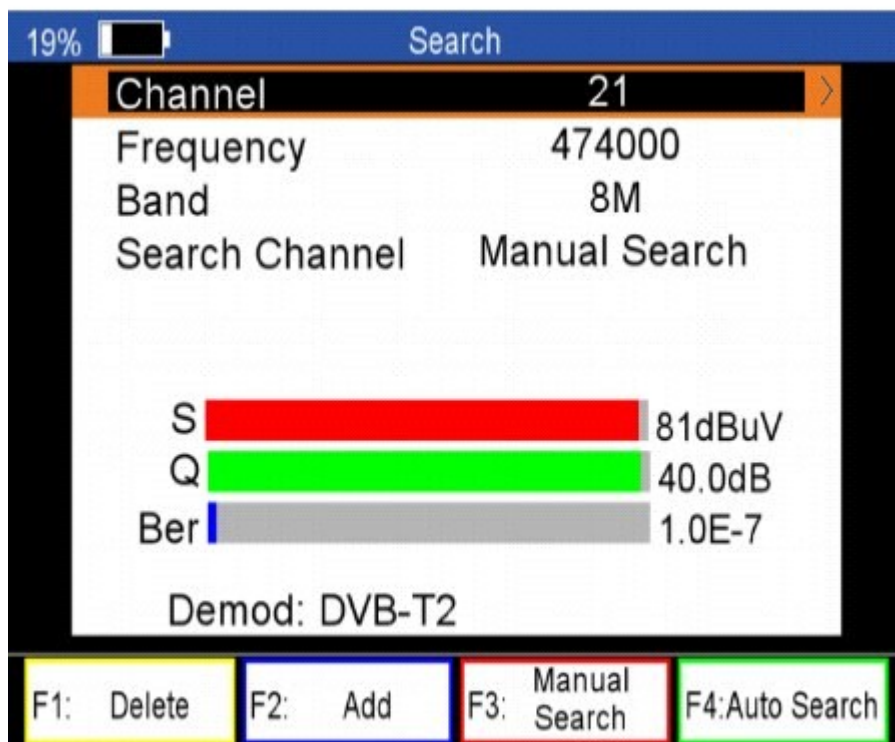 19% Search
Channel 21 >
Frequency 474000
Band 8M
Search Channel Manual Search
S 81dBuV
Q 40.0dB
Ber 1.0E-7
Demod: DVB-T2
F1: Delete F2: Add F3: Manual Search F4:Auto Search